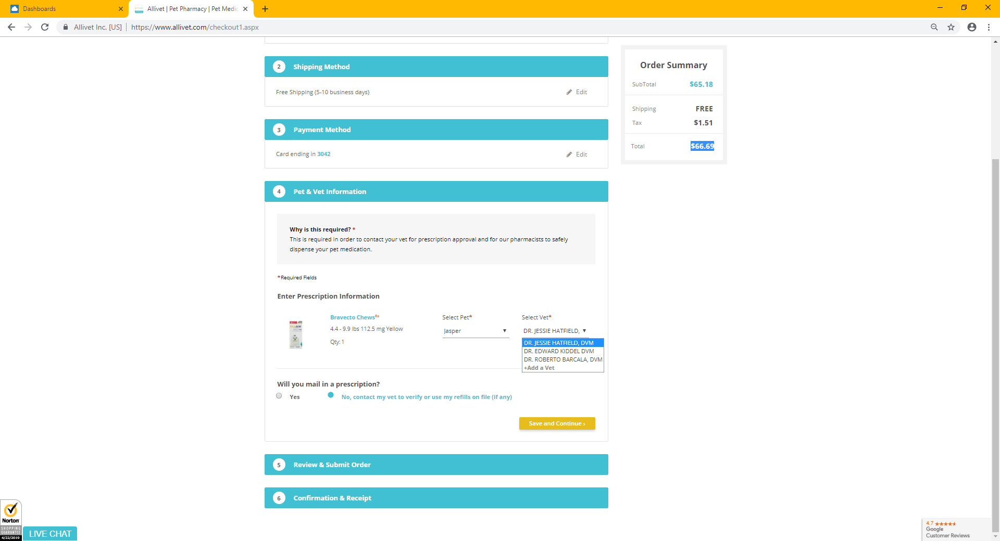 Dashboards
Allivet | Pet Pharmacy | Pet Medic
Allivet Inc. [US] | https://www.allivet.com/checkout1.aspx
2 Shipping Method
Free Shipping (5-10 business days)
Edit
3 Payment Method
Card ending in 3042
Edit
4 Pet & Vet Information
Why is this required? *
This is required in order to contact your vet for prescription approval and for our pharmacists to safely
dispense your pet medication.
*Required Fields
Enter Prescription Information
Bravecto Chews Rx
4.4 - 9.9 lbs 112.5 mg Yellow
Qty: 1
Select Pet*
Jasper
Select Vet*
DR. JESSIE HATFIELD,
DR. JESSIE HATFIELD, DVM
DR. EDWARD KIDDEL DVM
DR. ROBERTO BARCALA, DVM
+Add a Vet
Will you mail in a prescription?
Yes
No, contact my vet to verify or use my refills on file (if any)
Save and Continue ›
5 Review & Submit Order
6 Confirmation & Receipt
Order Summary
SubTotal $65.18
Shipping FREE
Tax $1.51
Total $66.69
Norton
SHOPPING
GUARANTEE
4/22/2019
LIVE CHAT
4.7
Google
Customer Reviews